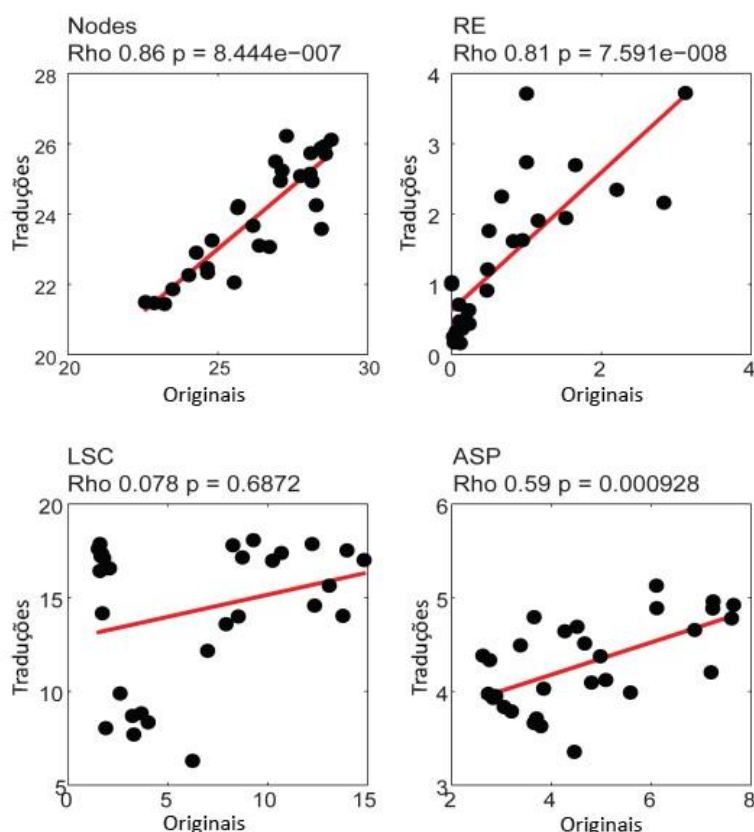 Nodes
Rho 0.86 p = 8.444e−007
28
26
24
22
20
Traduções
20
25
30
Originais
RE
Rho 0.81 p = 7.591e−008
4
3
2
1
0
Traduções
0
2
4
Originais
LSC
Rho 0.078 p = 0.6872
20
15
10
5
Traduções
0
5
10
15
Originais
ASP
Rho 0.59 p = 0.000928
6
5
4
3
Traduções
2
4
6
8
Originais